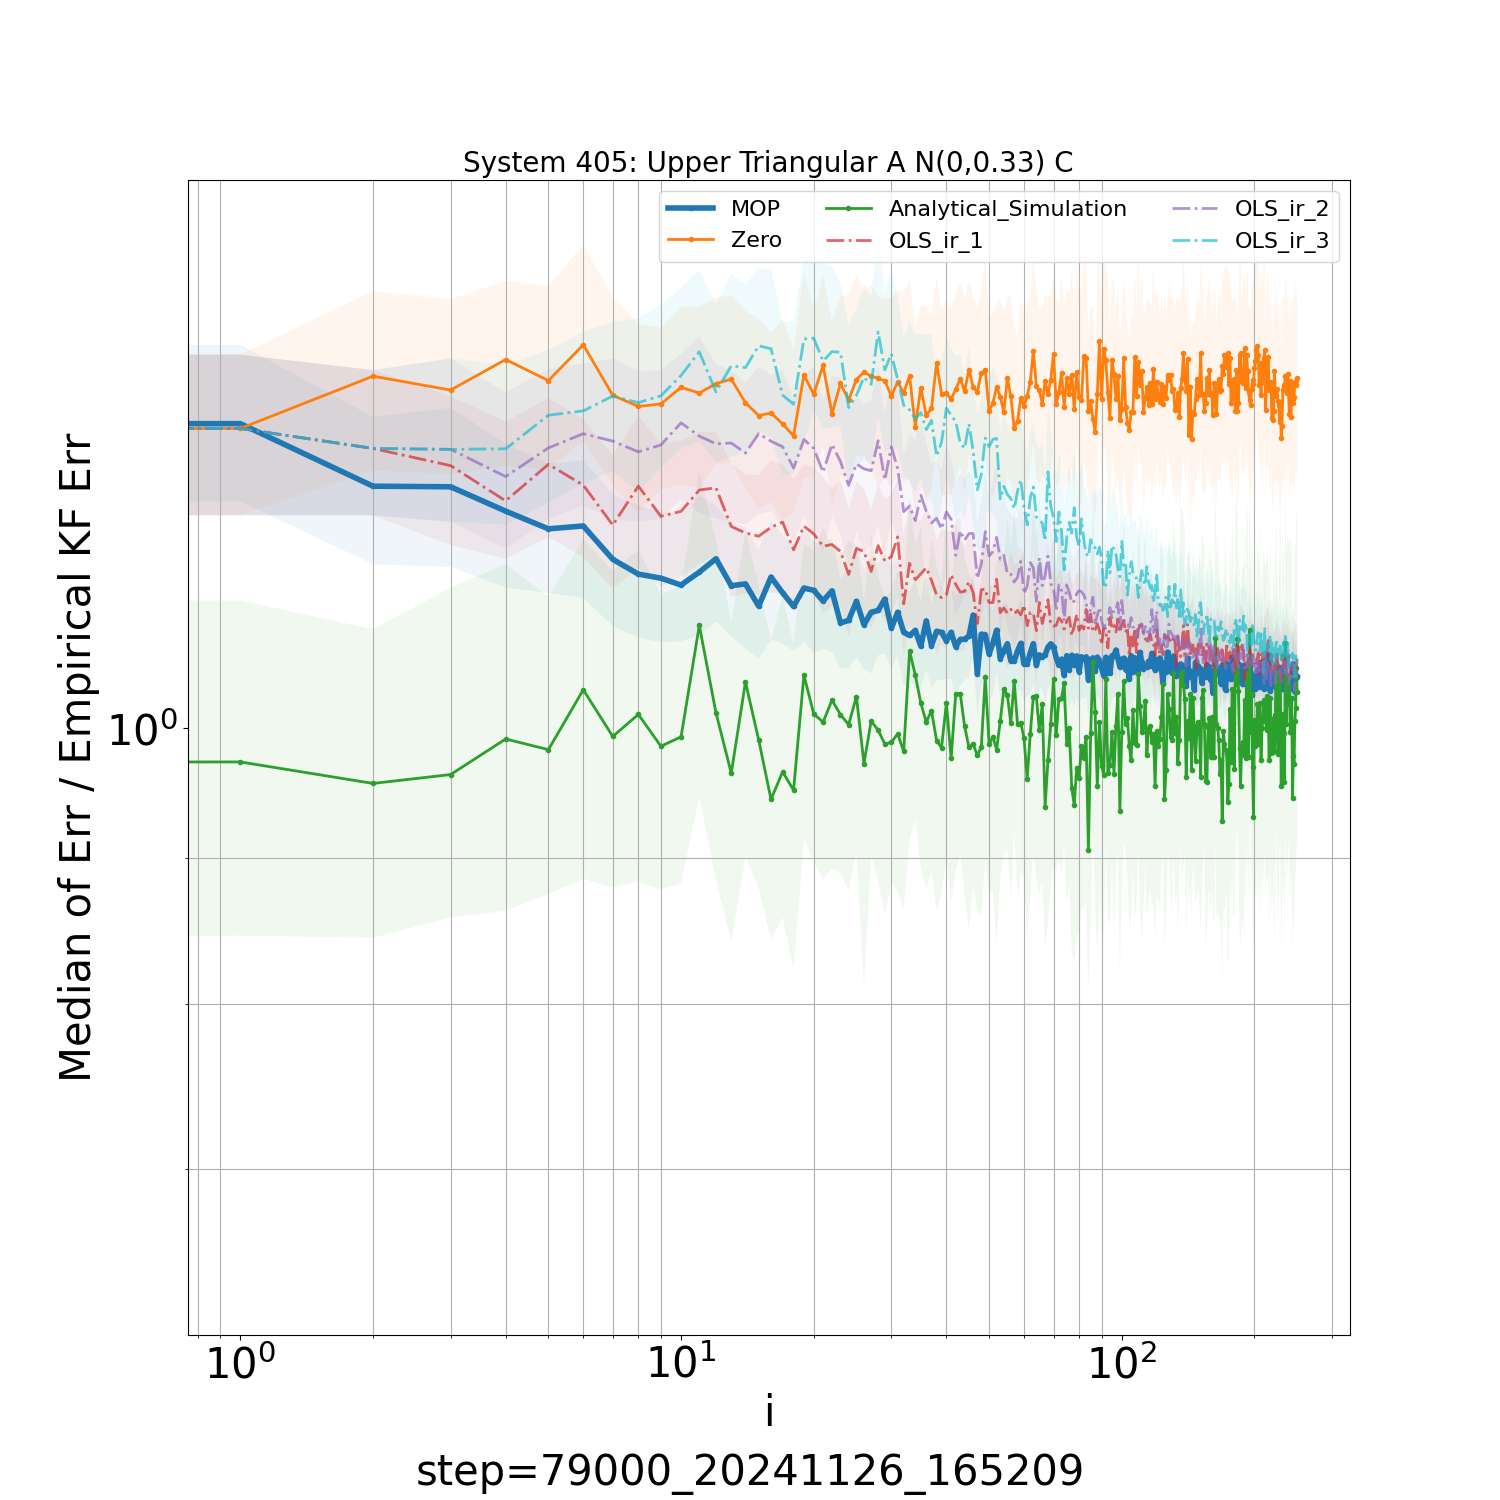 System 405: Upper Triangular A N(0,0.33) C
MOP
Zero
Analytical_Simulation
OLS_ir_1
OLS_ir_2
OLS_ir_3
Median of Err / Empirical KF Err
10⁰
10⁰
10¹
10²
i
step=79000_20241126_165209